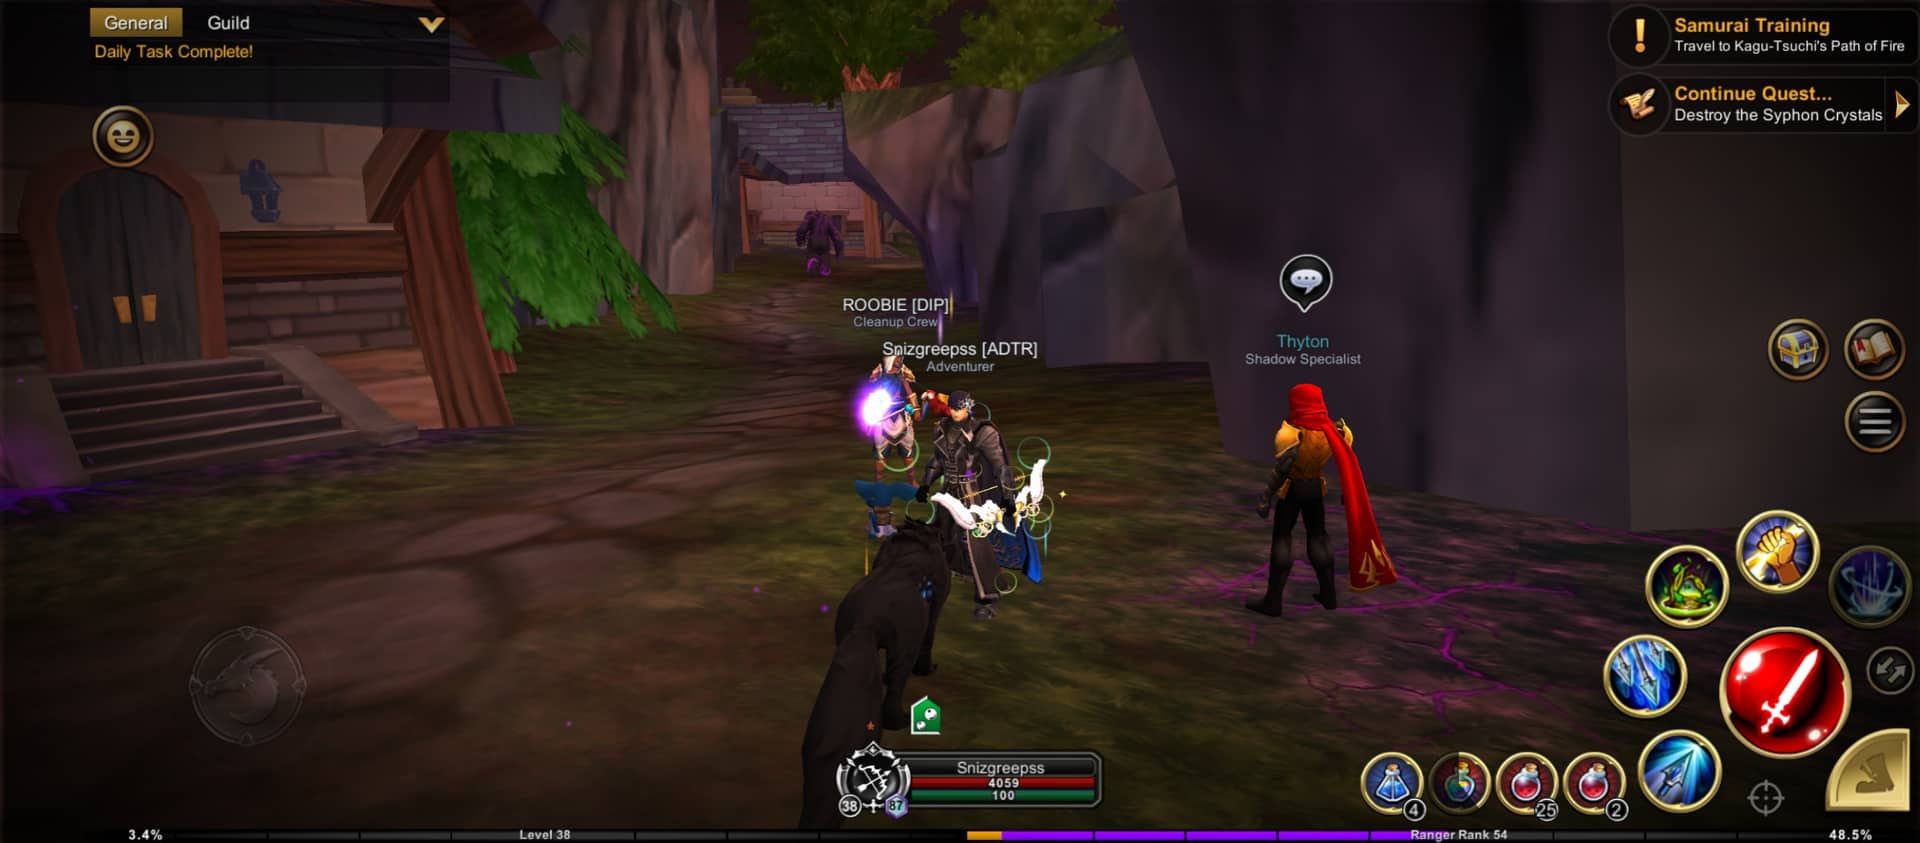 General
Guild
Daily Task Complete!
Samurai Training
Travel to Kagu-Tsuchi's Path of Fire
Continue Quest...
Destroy the Syphon Crystals
ROOBIE [DIP]
Cleanup Crew
Snizgreepss [ADTR]
Adventurer
Thyton
Shadow Specialist
Snizgreepss
4059
100
38
87
4
25
2
3.4%
Level 38
Ranger Rank 54
48.5%